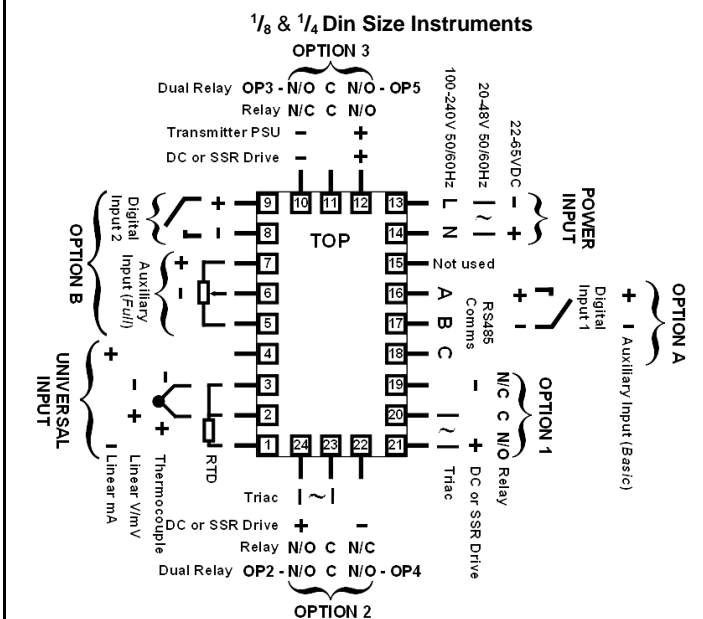 1/8 & 1/4 Din Size Instruments
OPTION 3
Dual Relay OP3 - N/O C N/O - OP5
Relay N/C C N/O
Transmitter PSU − +
DC or SSR Drive − +
100-240V 50/60Hz
L
N
20-48V 50/60Hz
~
22-65VDC
−
+
POWER
INPUT
9
10
11
12
13
8
TOP
14
7
15
Not used
6
16
A
5
17
B
4
18
C
3
19
2
20
1
24
23
22
21
+
−
Digital
Input 2
+
−
Auxiliary
Input (Full)
OPTION B
RS485
Comms
+
−
Digital
Input 1
+
− Auxiliary Input (Basic)
OPTION A
UNIVERSAL
INPUT
RTD
−
+ Thermocouple
−
+ Linear V/mV
+
− Linear mA
~
Triac
−
+ DC or SSR Drive
N/C C N/O Relay
OPTION 1
Triac ~
DC or SSR Drive + −
Relay N/O C N/C
Dual Relay OP2 - N/O C N/O - OP4
OPTION 2